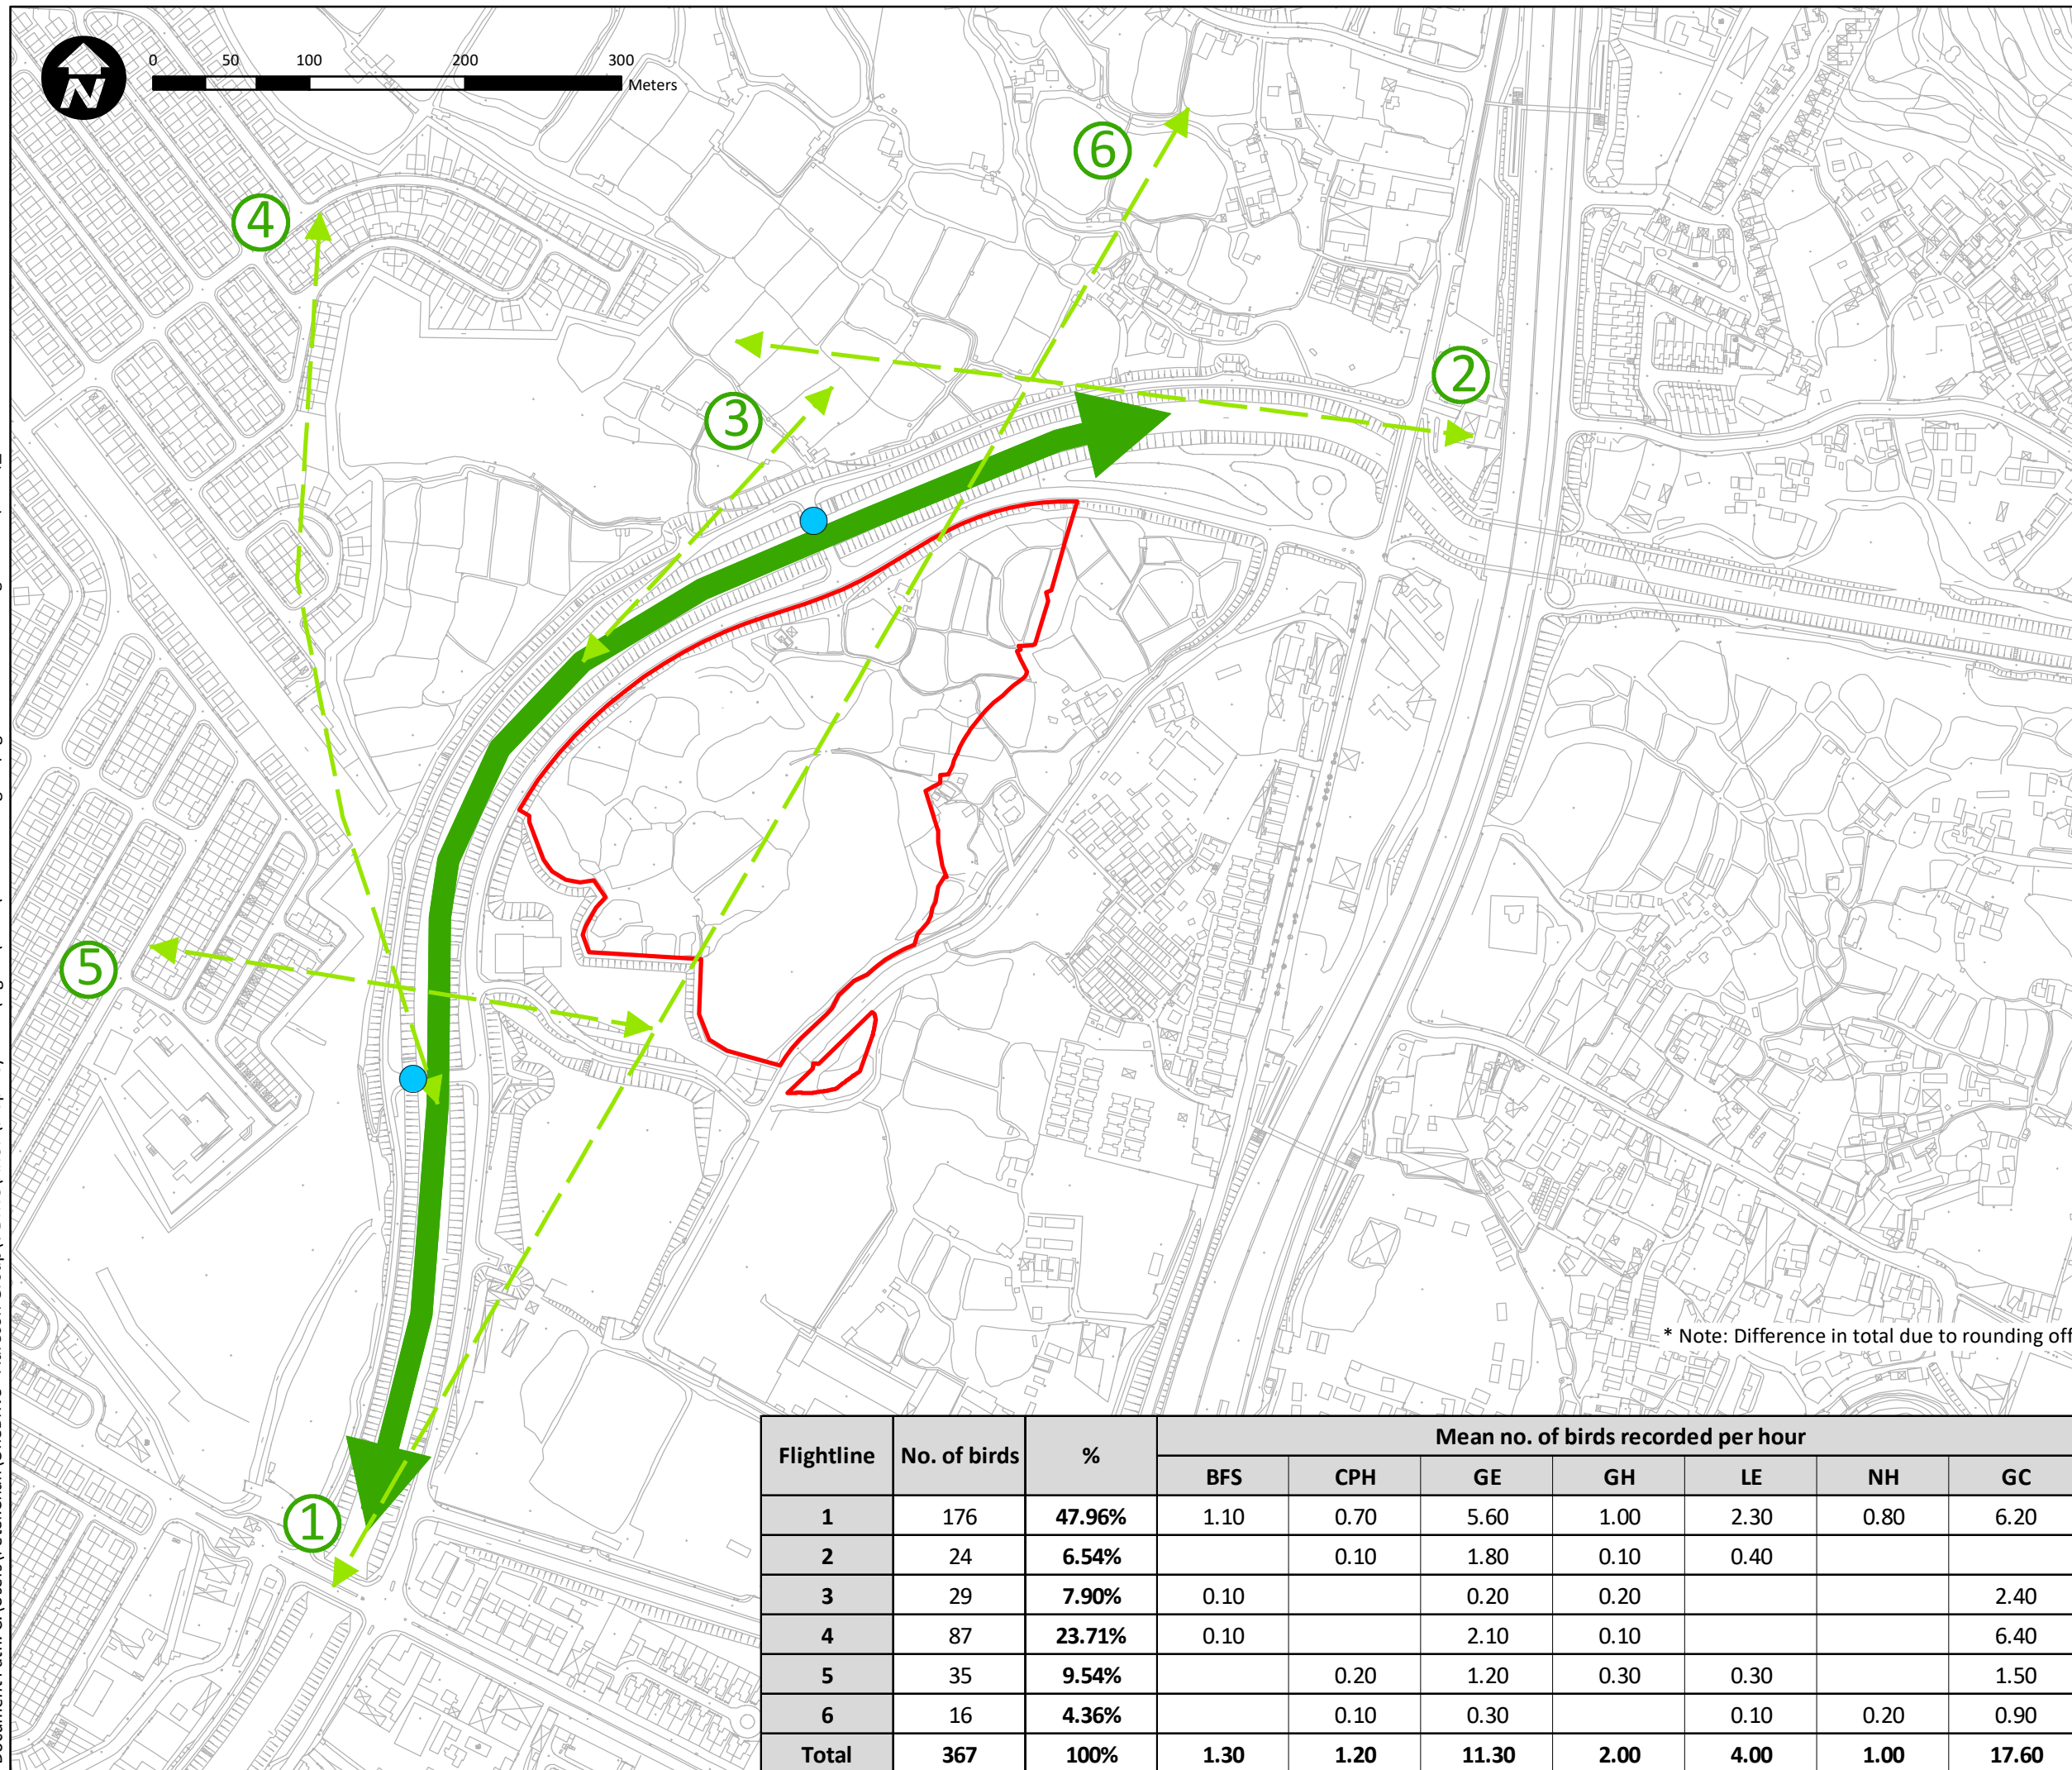 N
0 50 100 200 300
Meters
6
4
2
3
5
1
* Note: Difference in total due to rounding off
Flightline No. of birds % Mean no. of birds recorded per hour
BFS CPH GE GH LE NH GC
1 176 47.96% 1.10 0.70 5.60 1.00 2.30 0.80 6.20
2 24 6.54% 0.10 1.80 0.10 0.40
3 29 7.90% 0.10 0.20 0.20 2.40
4 87 23.71% 0.10 2.10 0.10 6.40
5 35 9.54% 0.20 1.20 0.30 0.30 1.50
6 16 4.36% 0.10 0.30 0.10 0.20 0.90
Total 367 100% 1.30 1.20 11.30 2.00 4.00 1.00 17.60